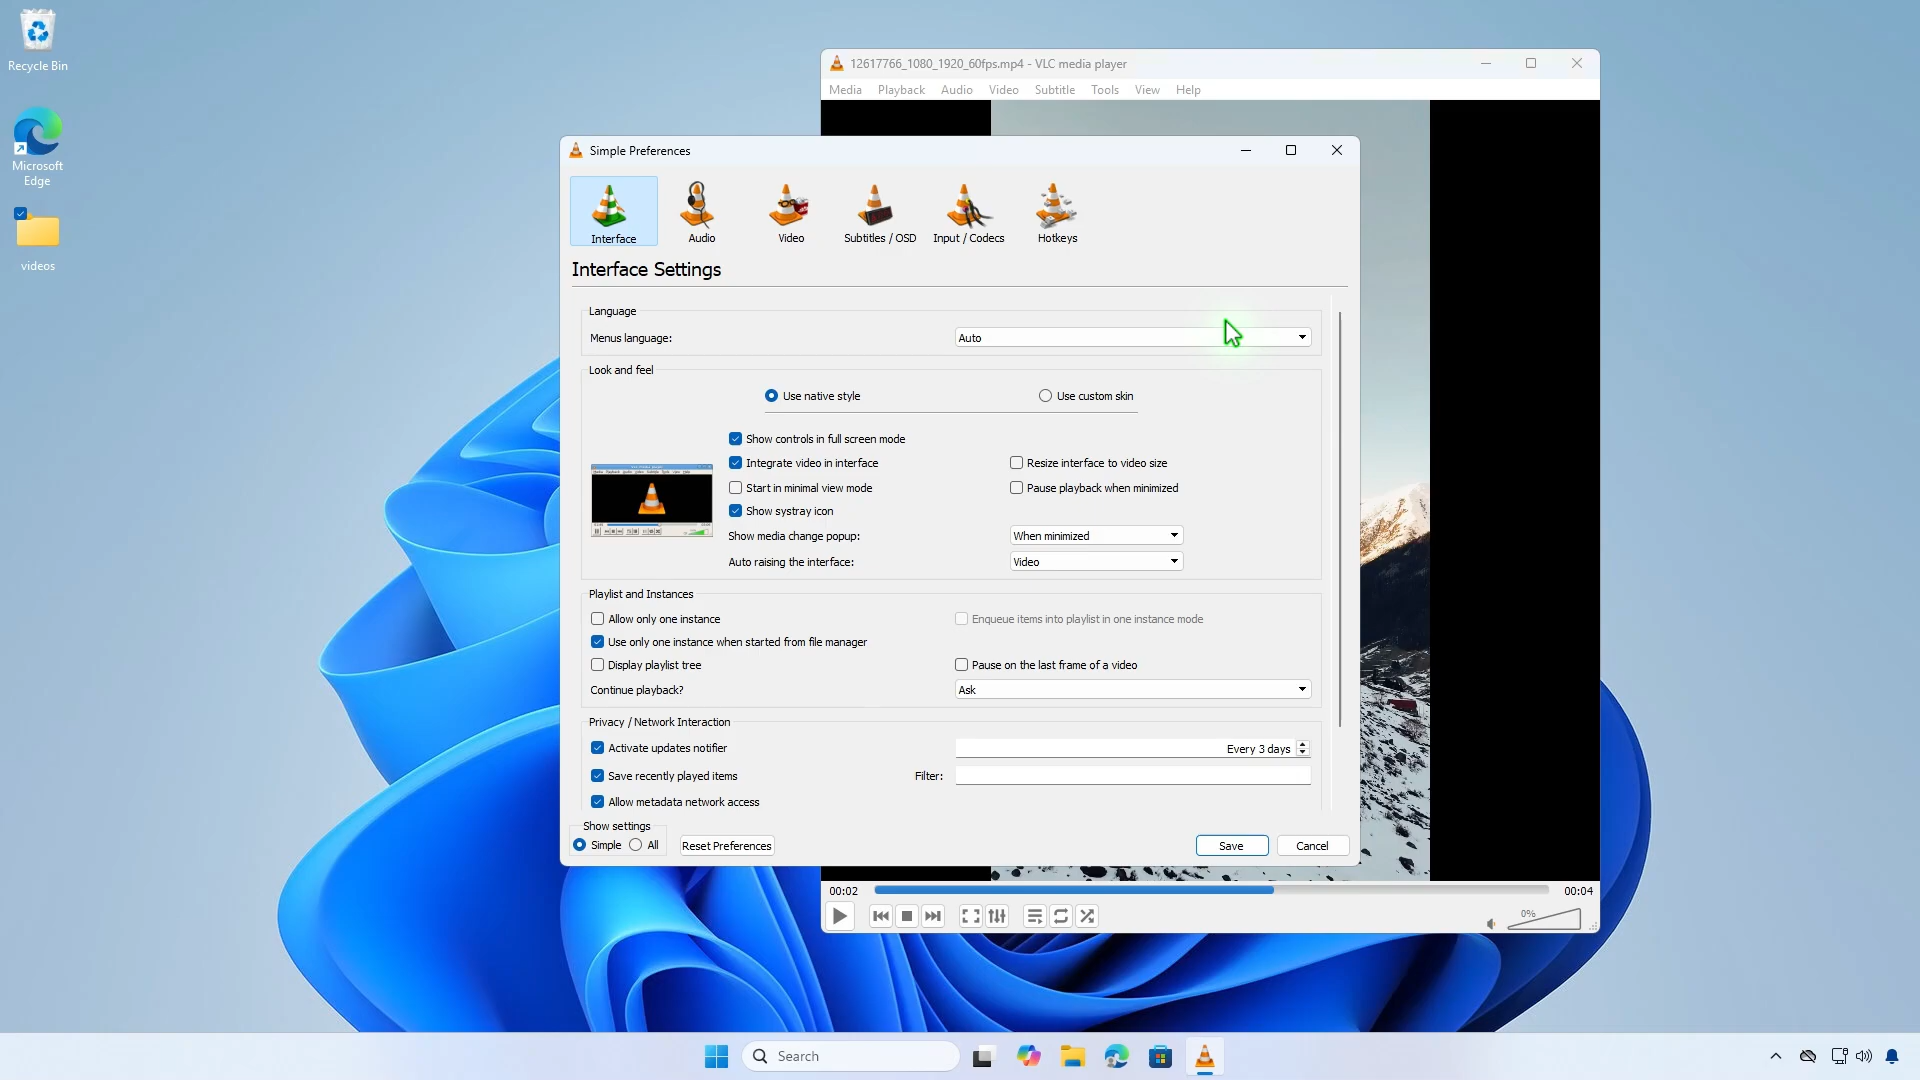 Recycle Bin
Microsoft
Edge
videos
12617766_1080_1920_60fps.mp4 - VLC media player
Media Playback Audio Video Subtitle Tools View Help
Simple Preferences
Interface Audio Video Subtitles / OSD Input / Codecs Hotkeys
Interface Settings
Language
Menus language: Auto
Look and feel
Use native style Use custom skin
Show controls in full screen mode
Integrate video in interface Resize interface to video size
Start in minimal view mode Pause playback when minimized
Show systray icon
Show media change popup: When minimized
Auto raising the interface: Video
Playlist and Instances
Allow only one instance Enqueue items into playlist in one instance mode
Use only one instance when started from file manager
Display playlist tree Pause on the last frame of a video
Continue playback? Ask
Privacy / Network Interaction
Activate updates notifier Every 3 days
Save recently played items Filter:
Allow metadata network access
Show settings
Simple All Reset Preferences Save Cancel
00:02 00:04
0%
Search